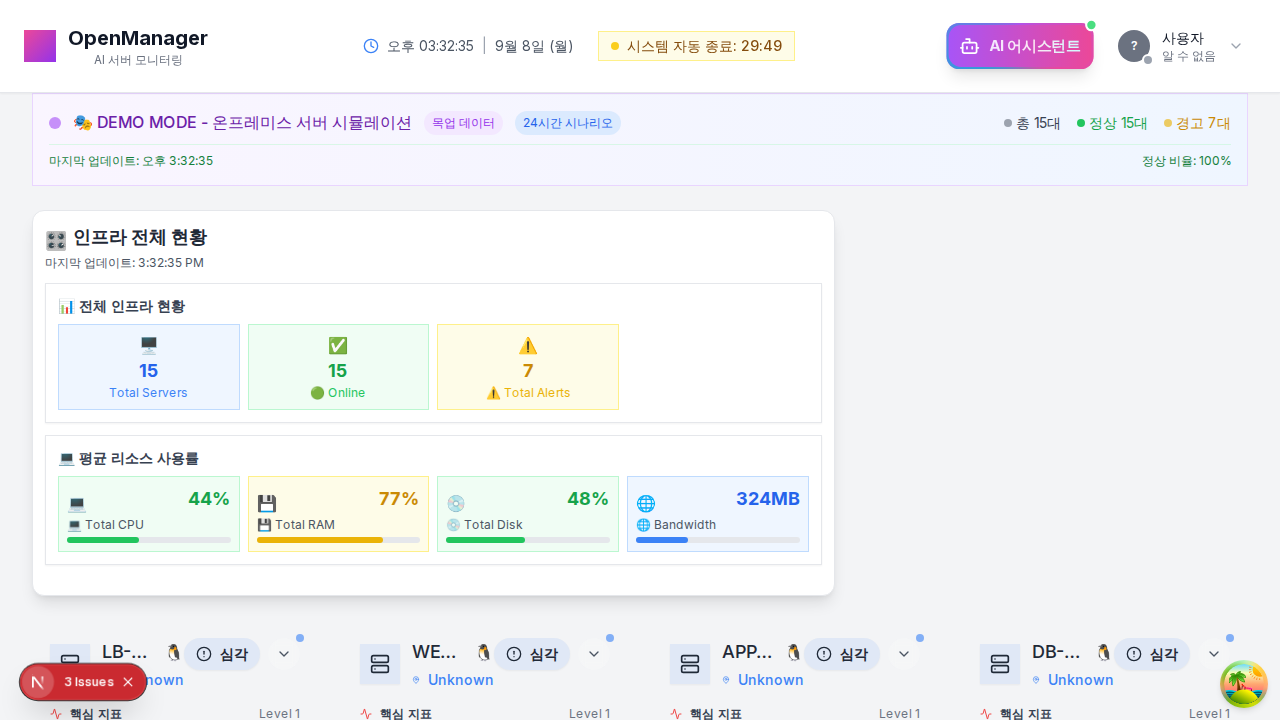 OpenManager
AI 서버 모니터링
오후 03:32:35
9월 8일 (월)
시스템 자동 종료: 29:49
AI 어시스턴트
?
사용자
알 수 없음
🎭 DEMO MODE - 온프레미스 서버 시뮬레이션
목업 데이터
24시간 시나리오
총 15대
정상 15대
경고 7대
마지막 업데이트: 오후 3:32:35
정상 비율: 100%
🎛️ 인프라 전체 현황
마지막 업데이트: 3:32:35 PM
📊 전체 인프라 현황
🖥️
15
Total Servers
✅
15
🟢 Online
⚠️
7
⚠️ Total Alerts
💻 평균 리소스 사용률
💻
44%
💻 Total CPU
💾
77%
💾 Total RAM
💿
48%
💿 Total Disk
🌐
324MB
🌐 Bandwidth
LB-...
🐧
심각
WE...
🐧
심각
Unknown
APP...
🐧
심각
Unknown
DB-...
🐧
심각
Unknown
N
3 Issues
nown
핵심 지표
Level 1
핵심 지표
Level 1
핵심 지표
Level 1
핵심 지표
Level 1